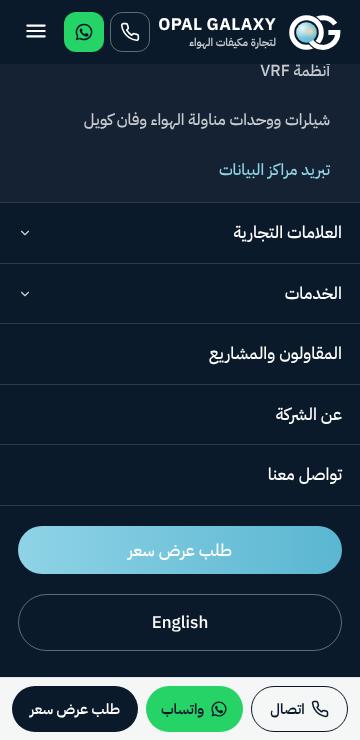 OPAL GALAXY
لتجارة مكيفات الهواء
أنظمة VRF
شيلرات ووحدات مناولة الهواء وفان كويل
تبريد مراكز البيانات
العلامات التجارية
الخدمات
المقاولون والمشاريع
عن الشركة
تواصل معنا
طلب عرض سعر
English
اتصال
واتساب
طلب عرض سعر